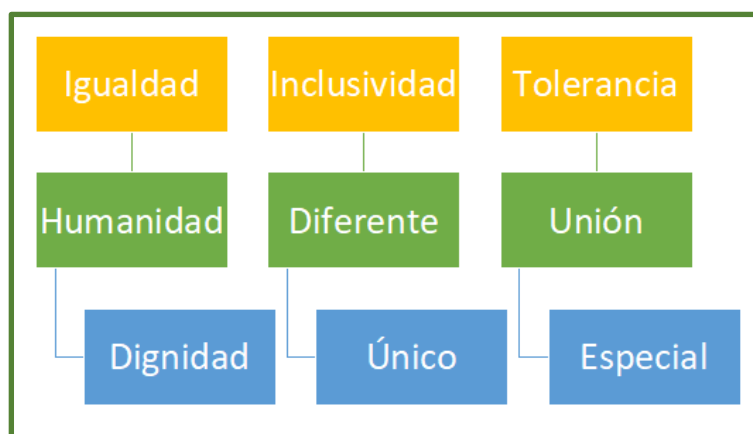 Igualdad
Inclusividad
Tolerancia
Humanidad
Diferente
Unión
Dignidad
Único
Especial